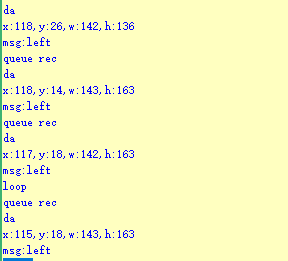 da
x:118,y:26,w:142,h:136
msg:left
queue rec
da
x:118,y:14,w:143,h:163
msg:left
queue rec
da
x:117,y:18,w:142,h:163
msg:left
loop
queue rec
da
x:115,y:18,w:143,h:163
msg:left